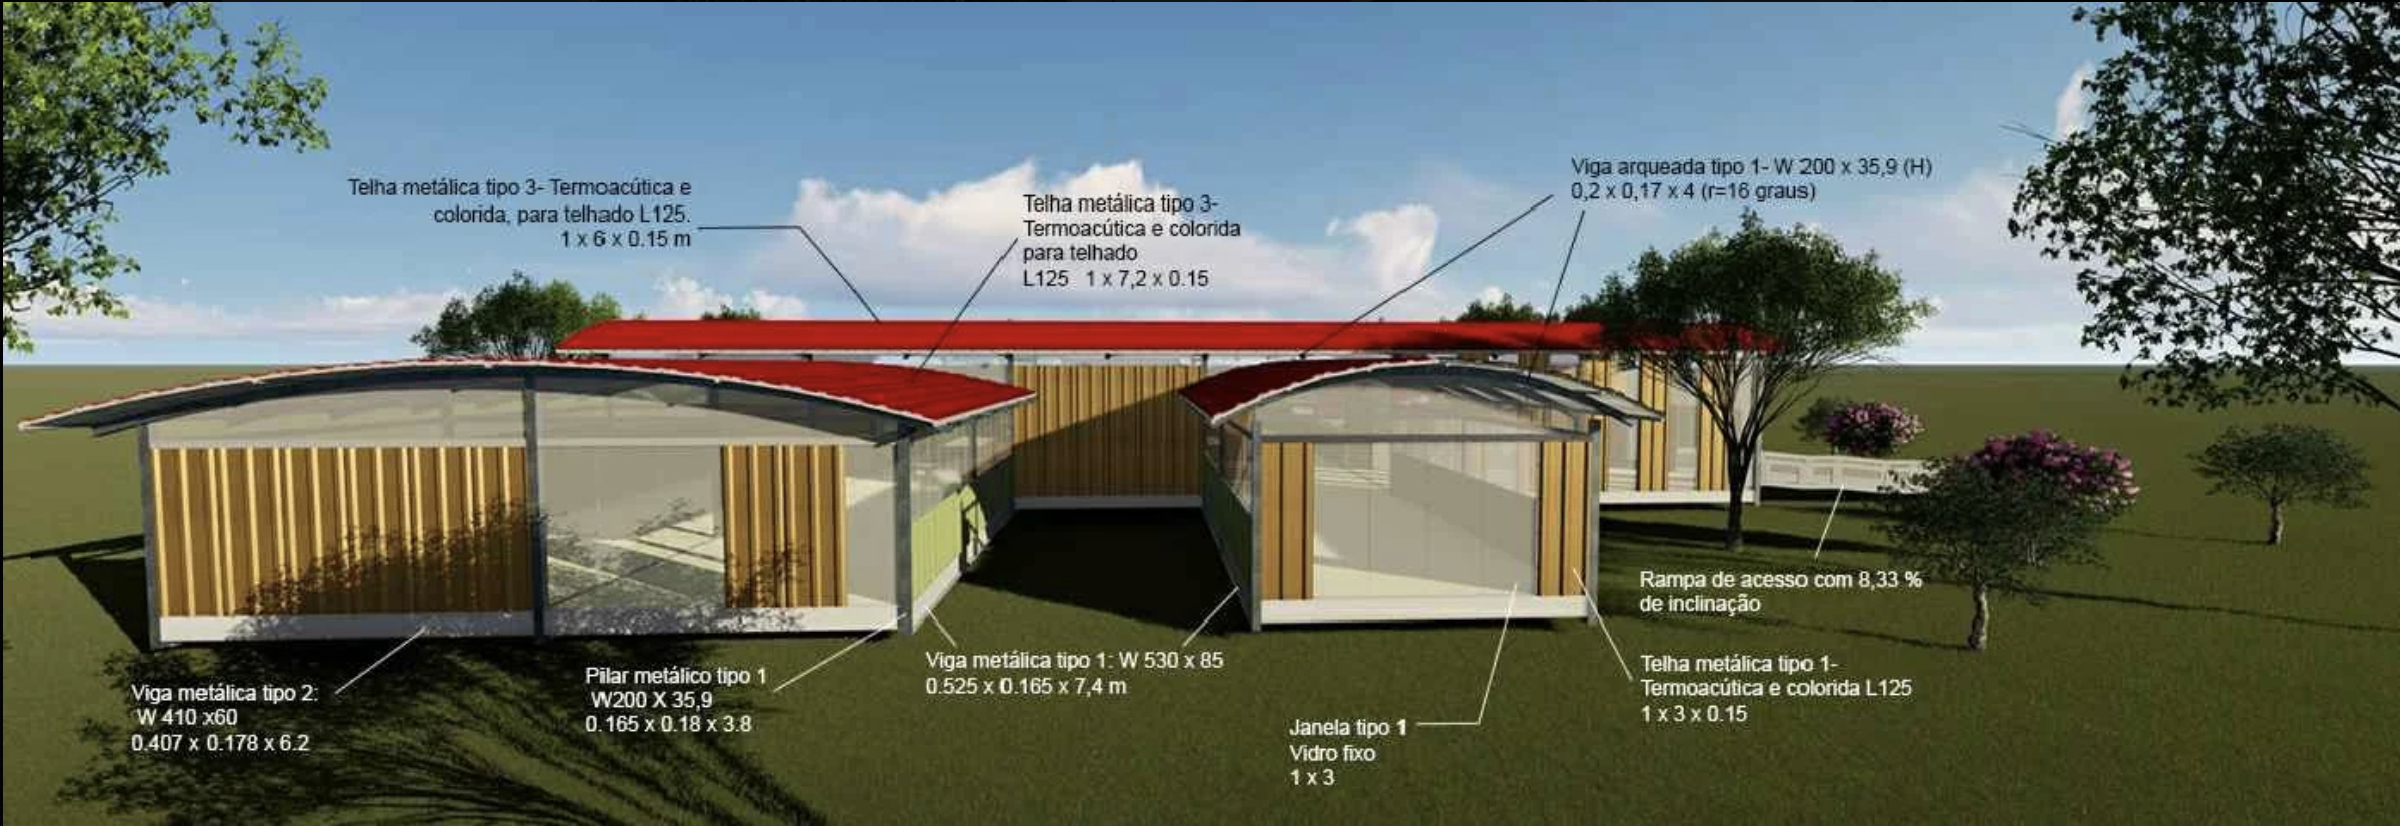 Telha metálica tipo 3- Termoacútica e
colorida, para telhado L125.
1 x 6 x 0.15 m
Telha metálica tipo 3-
Termoacútica e colorida
para telhado
L125 1 x 7,2 x 0.15
Viga arqueada tipo 1- W 200 x 35,9 (H)
0,2 x 0,17 x 4 (r=16 graus)
Viga metálica tipo 2:
W 410 x60
0.407 x 0.178 x 6.2
Pilar metálico tipo 1
W200 X 35,9
0.165 x 0.18 x 3.8
Viga metálica tipo 1: W 530 x 85
0.525 x 0.165 x 7,4 m
Janela tipo 1
Vidro fixo
1 x 3
Rampa de acesso com 8,33 %
de inclinação
Telha metálica tipo 1-
Termoacútica e colorida L125
1 x 3 x 0.15